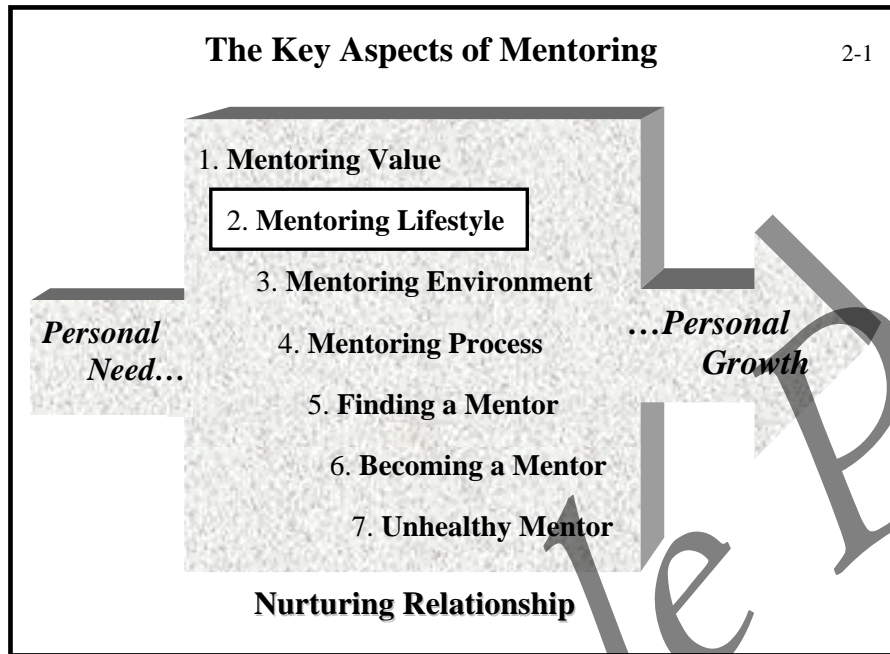 The Key Aspects of Mentoring
2-1
1. Mentoring Value
2. Mentoring Lifestyle
3. Mentoring Environment
4. Mentoring Process
5. Finding a Mentor
6. Becoming a Mentor
7. Unhealthy Mentor
Personal
Need…
…Personal
Growth
Nurturing Relationship
le P